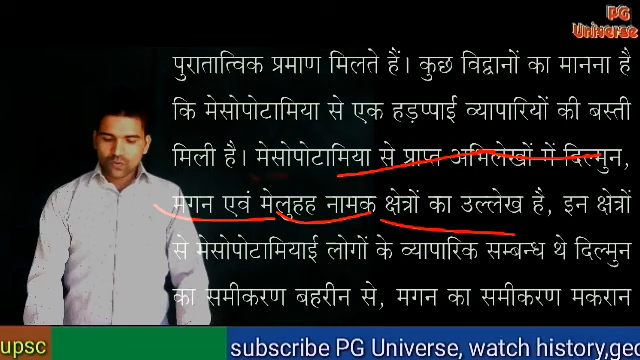 PG
Universe
पुरातात्विक प्रमाण मिलते हैं। कुछ विद्वानों का मानना है
कि मेसोपोटामिया से एक हड़प्पाई व्यापारियों की बस्ती
मिली है। मेसोपोटामिया से प्राप्त अभिलेखों में दिल्मुन,
मगन एवं मेलुहह नामक क्षेत्रों का उल्लेख है, इन क्षेत्रों
से मेसोपोटामियाई लोगों के व्यापारिक सम्बन्ध थे दिल्मुन
का समीकरण बहरीन से, मगन का समीकरण मकरान
upsc subscribe PG Universe, watch history,geo